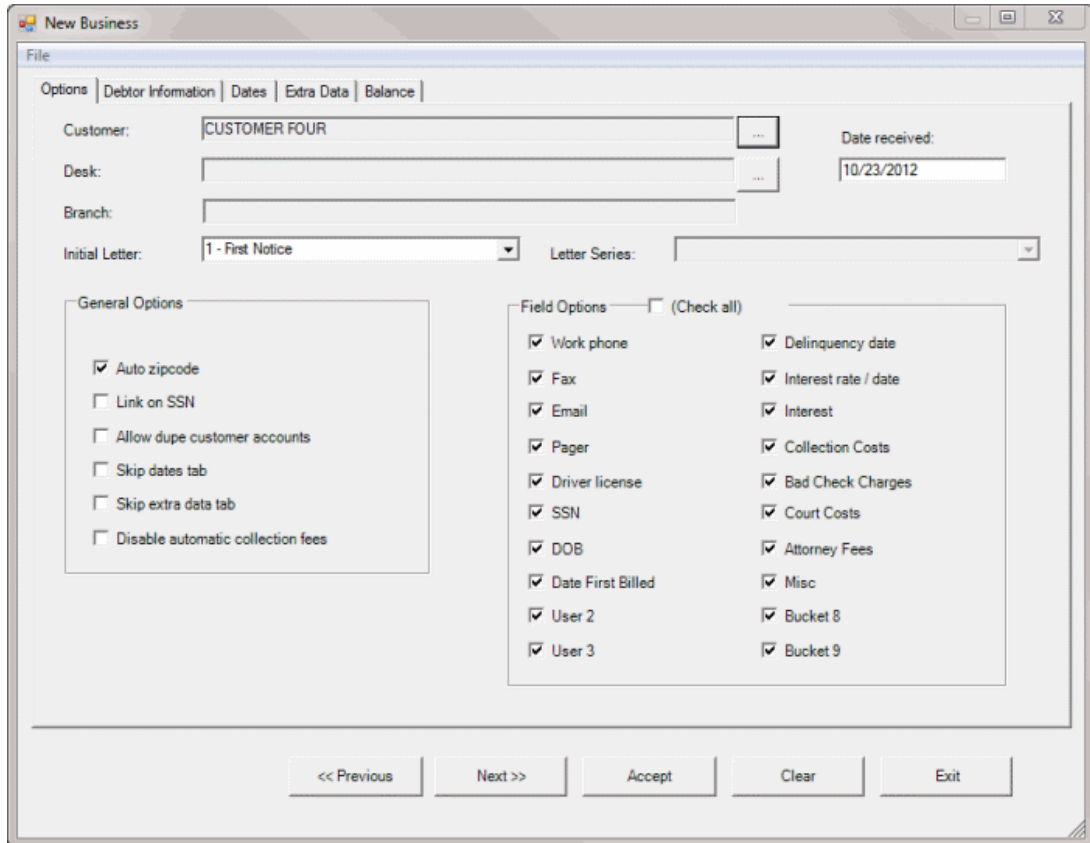 New Business
File
Options Debtor Information Dates Extra Data Balance
Customer: CUSTOMER FOUR ... Date received:
Desk: ... 10/23/2012
Branch:
Initial Letter: 1 - First Notice Letter Series:
General Options Field Options (Check all)
Work phone Delinquency date
Auto zipcode Fax Interest rate / date
Link on SSN Email Interest
Allow dupe customer accounts Pager Collection Costs
Skip dates tab Driver license Bad Check Charges
Skip extra data tab SSN Court Costs
Disable automatic collection fees DOB Attorney Fees
Date First Billed Misc
User 2 Bucket 8
User 3 Bucket 9
<< Previous Next >> Accept Clear Exit